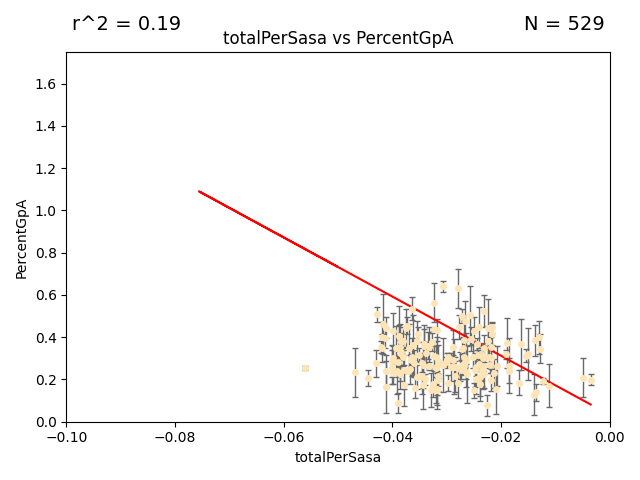 r^2 = 0.19 N = 529
totalPerSasa vs PercentGpA
PercentGpA
1.6
1.4
1.2
1.0
0.8
0.6
0.4
0.2
0.0
−0.10 −0.08 −0.06 −0.04 −0.02 0.00
totalPerSasa